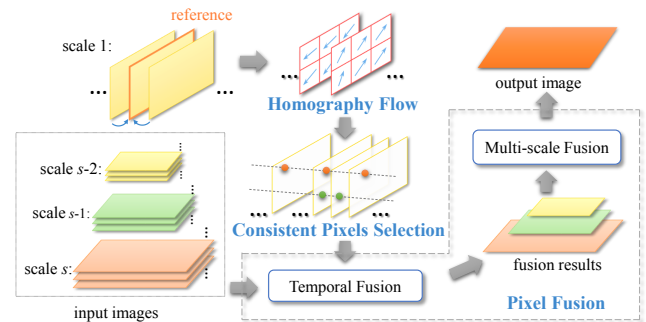 reference
scale 1:
... ... ... ...
Homography Flow
output image
scale s-2:
scale s-1:
scale s:
input images
... ...
Consistent Pixels Selection
Temporal Fusion
Multi-scale Fusion
fusion results
Pixel Fusion